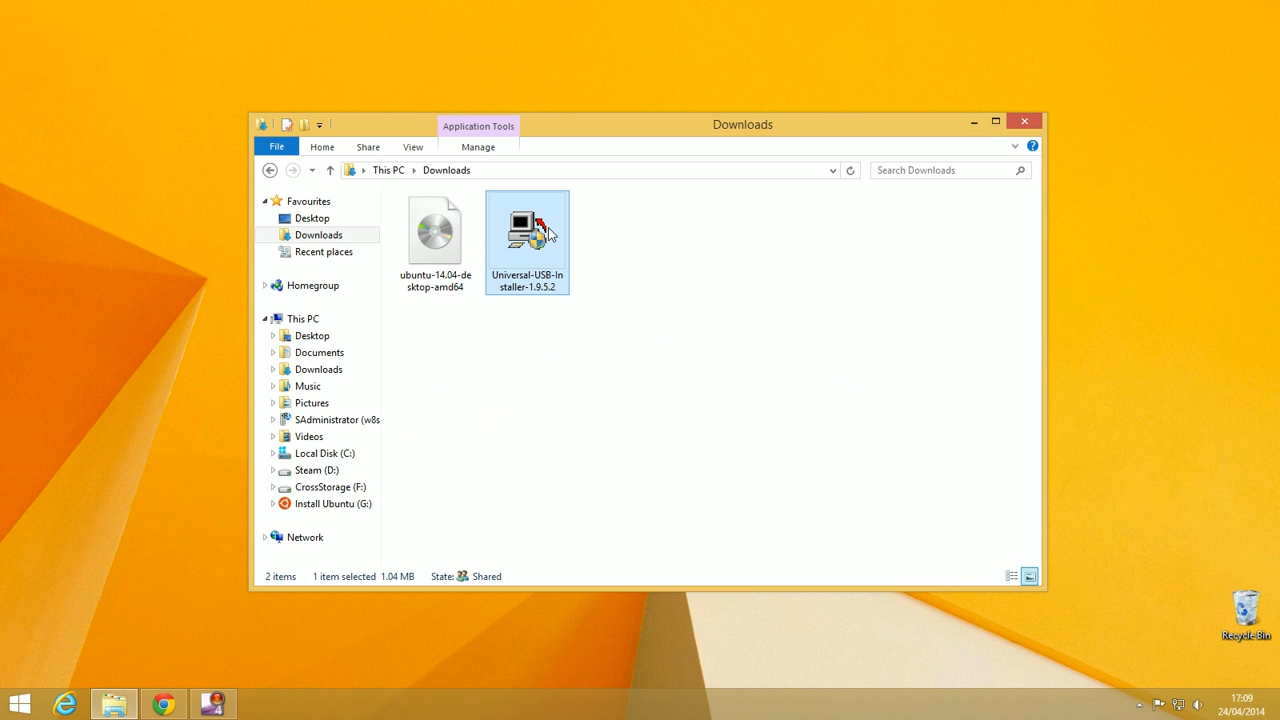 Application Tools
Downloads
File
Home
Share
View
Manage
This PC
Downloads
Search Downloads
Favourites
Desktop
Downloads
Recent places
Homegroup
This PC
Desktop
Documents
Downloads
Music
Pictures
SAdministrator (w8s
Videos
Local Disk (C:)
Steam (D:)
CrossStorage (F:)
Install Ubuntu (G:)
Network
ubuntu-14.04-de
sktop-amd64
Universal-USB-In
staller-1.9.5.2
2 items
1 item selected 1.04 MB
State: Shared
Recycle Bin
4
17:09
24/04/2014